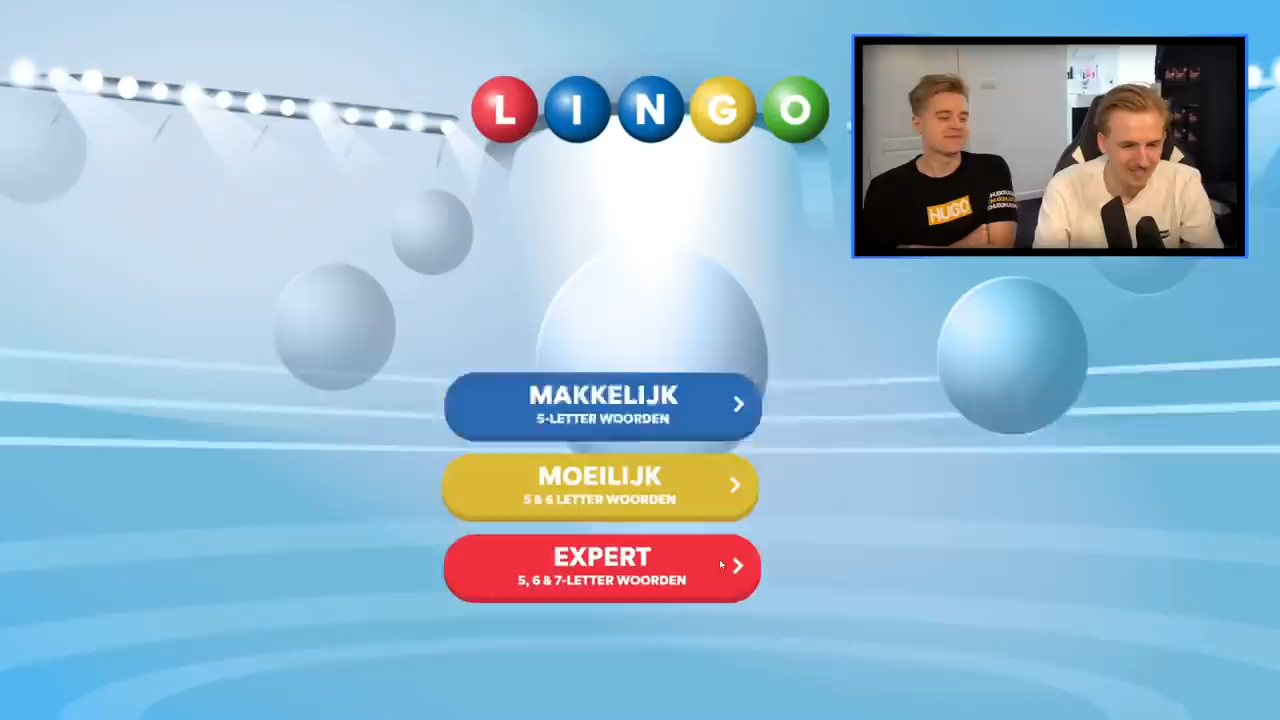 LINGO
MAKKELIJK
5-LETTER WOORDEN
MOEILIJK
5 & 6 LETTER WOORDEN
EXPERT
5, 6 & 7-LETTER WOORDEN
HUGO